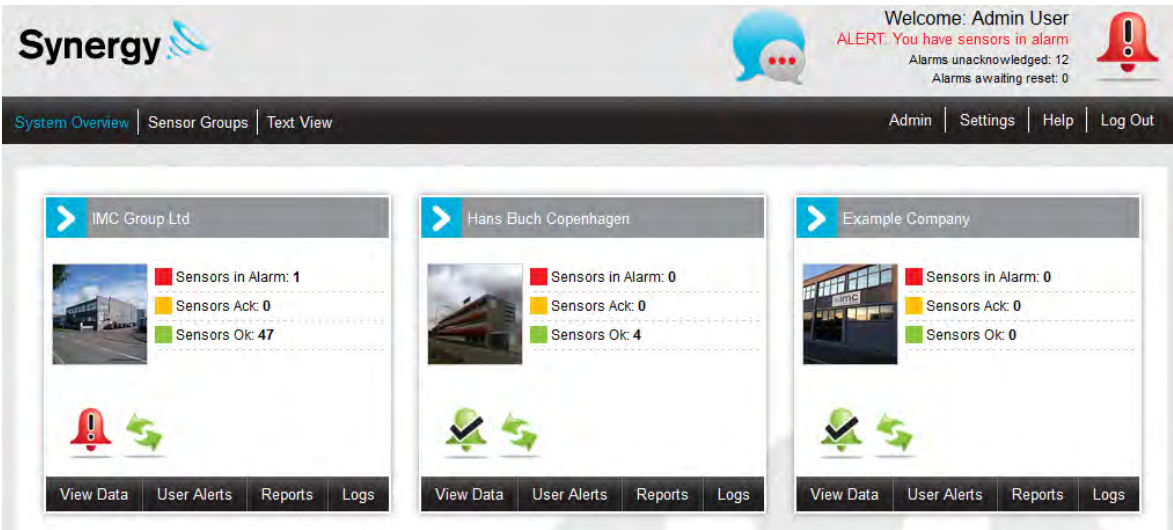 Synergy
Welcome: Admin User
ALERT: You have sensors in alarm
Alarms unacknowledged: 12
Alarms awaiting reset: 0
System Overview Sensor Groups Text View
Admin Settings Help Log Out
IMC Group Ltd
Sensors in Alarm: 1
Sensors Ack: 0
Sensors Ok: 47
View Data User Alerts Reports Logs
Hans Buch Copenhagen
Sensors in Alarm: 0
Sensors Ack: 0
Sensors Ok: 4
View Data User Alerts Reports Logs
Example Company
imc
Sensors in Alarm: 0
Sensors Ack: 0
Sensors Ok: 0
View Data User Alerts Reports Logs